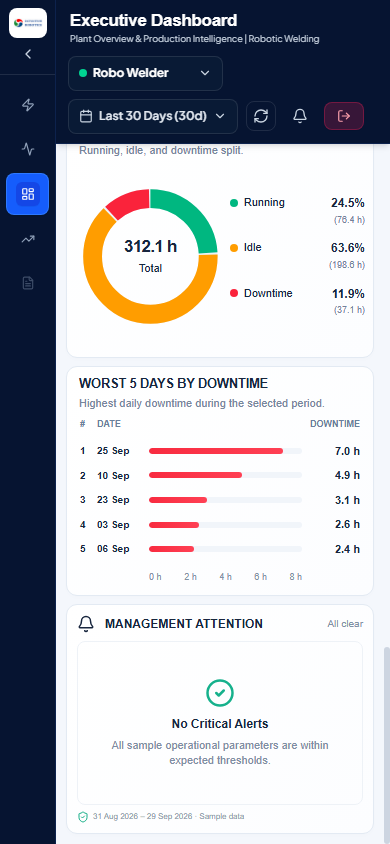 Executive Dashboard
Plant Overview & Production Intelligence | Robotic Welding
Robo Welder
Last 30 Days (30d)
Running, idle, and downtime split.
312.1 h
Total
Running 24.5%
(76.4 h)
Idle 63.6%
(198.6 h)
Downtime 11.9%
(37.1 h)
WORST 5 DAYS BY DOWNTIME
Highest daily downtime during the selected period.
# DATE DOWNTIME
1 25 Sep 7.0 h
2 10 Sep 4.9 h
3 23 Sep 3.1 h
4 03 Sep 2.6 h
5 06 Sep 2.4 h
0 h 2 h 4 h 6 h 8 h
MANAGEMENT ATTENTION All clear
No Critical Alerts
All sample operational parameters are within
expected thresholds.
31 Aug 2026 – 29 Sep 2026 · Sample data